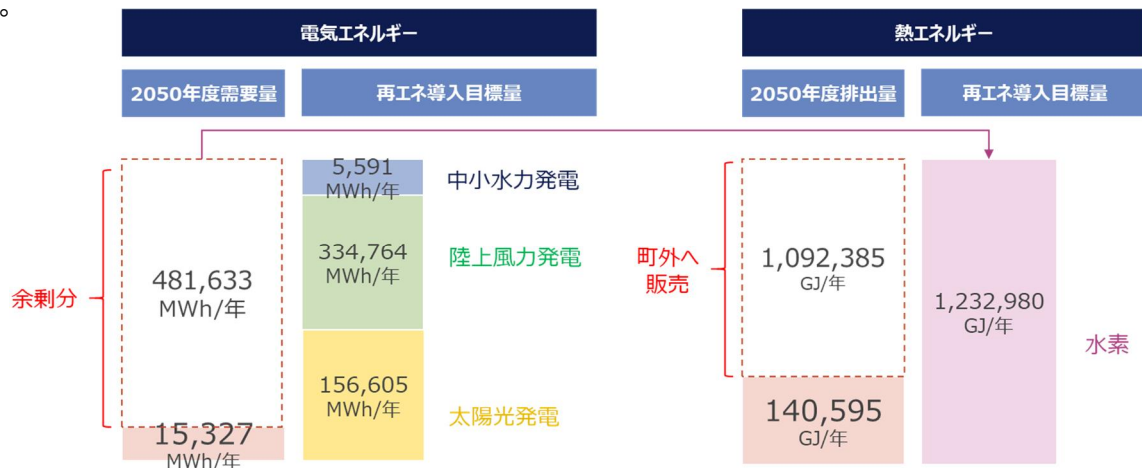 。
電気エネルギー
熱エネルギー
2050年度需要量
再エネ導入目標量
2050年度排出量
再エネ導入目標量
5,591
MWh/年
中小水力発電
334,764
MWh/年
陸上風力発電
481,633
MWh/年
余剰分
156,605
MWh/年
太陽光発電
15,327
MWh/年
町外へ
販売
1,092,385
GJ/年
1,232,980
GJ/年
水素
140,595
GJ/年